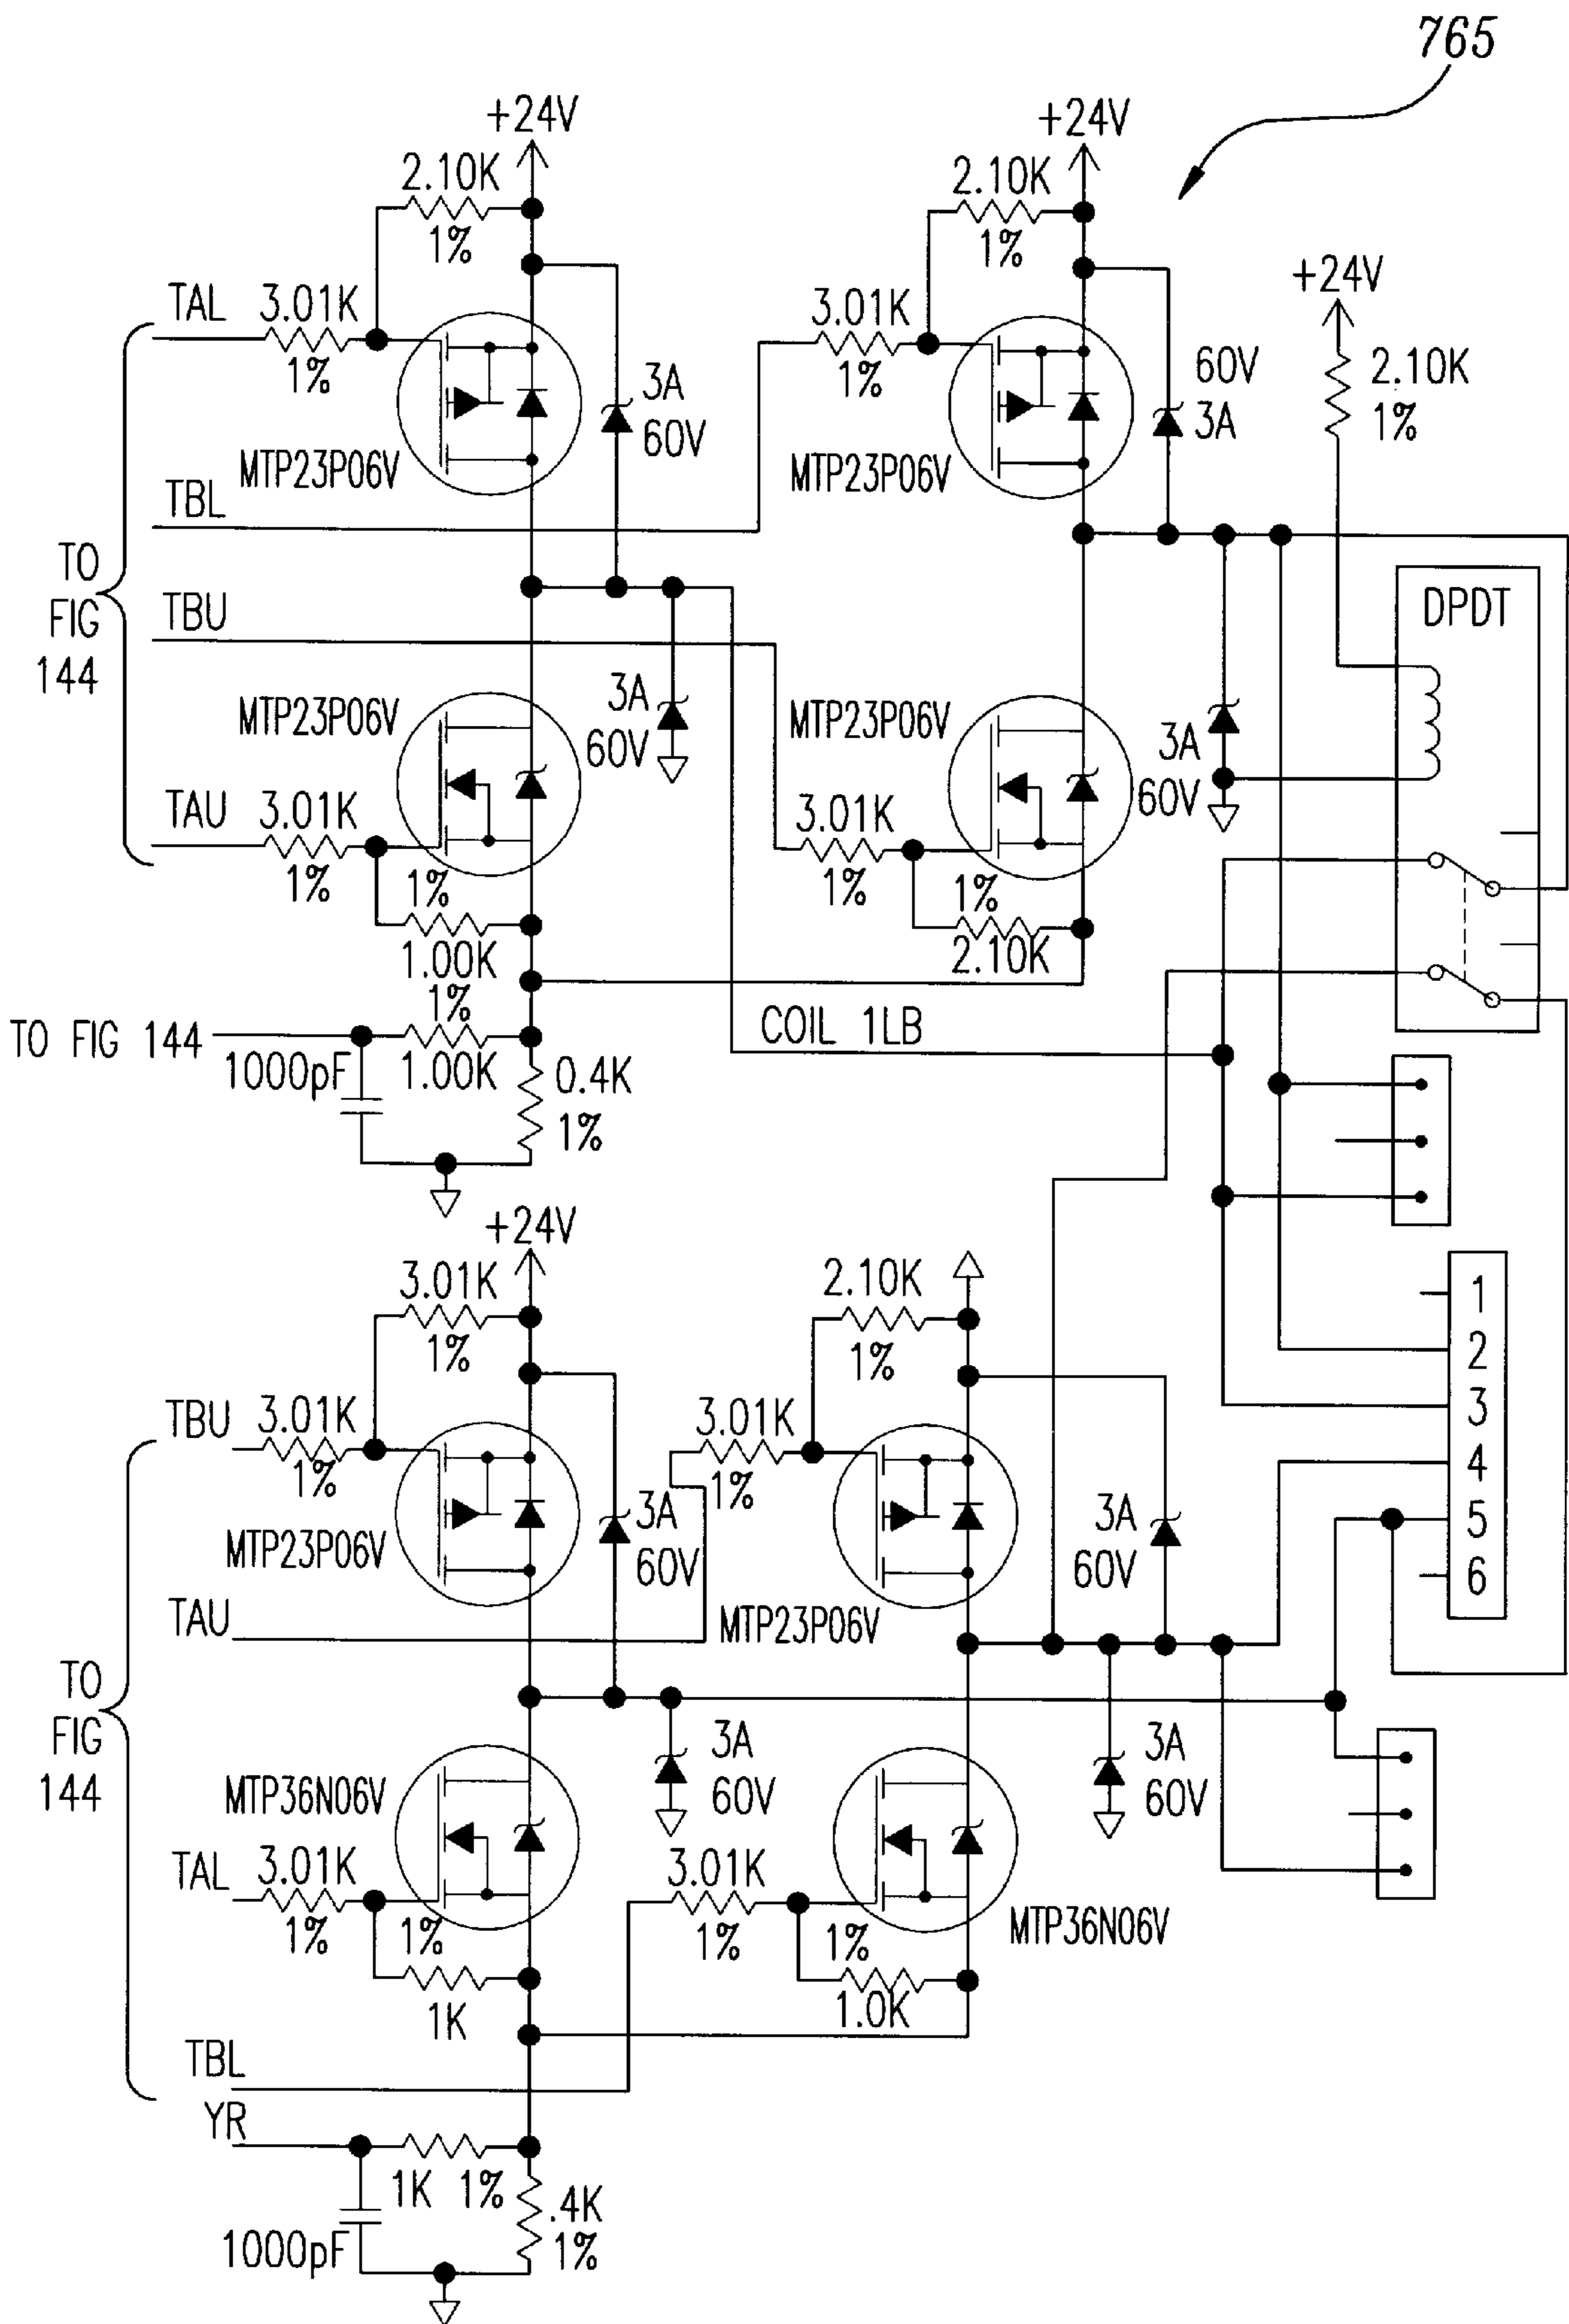 765
+24V
+24V
2.10K
1%
2.10K
1%
+24V
TAL
3.01K
1%
3.01K
1%
3A
60V
60V
3A
2.10K
1%
MTP23P06V
MTP23P06V
TBL
TO
FIG
144
TBU
DPDT
MTP23P06V
3A
60V
MTP23P06V
3A
60V
TAU
3.01K
1%
3.01K
1%
1%
1.00K
1%
2.10K
TO FIG 144
1%
1.00K
1000pF
0.4K
1%
COIL 1LB
+24V
3.01K
1%
2.10K
1%
1
2
3
4
5
6
TBU
3.01K
1%
3.01K
1%
3A
60V
3A
60V
MTP23P06V
MTP23P06V
TAU
TO
FIG
144
3A
60V
3A
60V
MTP36N06V
TAL
3.01K
1%
3.01K
1%
MTP36N06V
1%
1K
1%
1.0K
TBL
YR
1K 1%
.4K
1%
1000pF